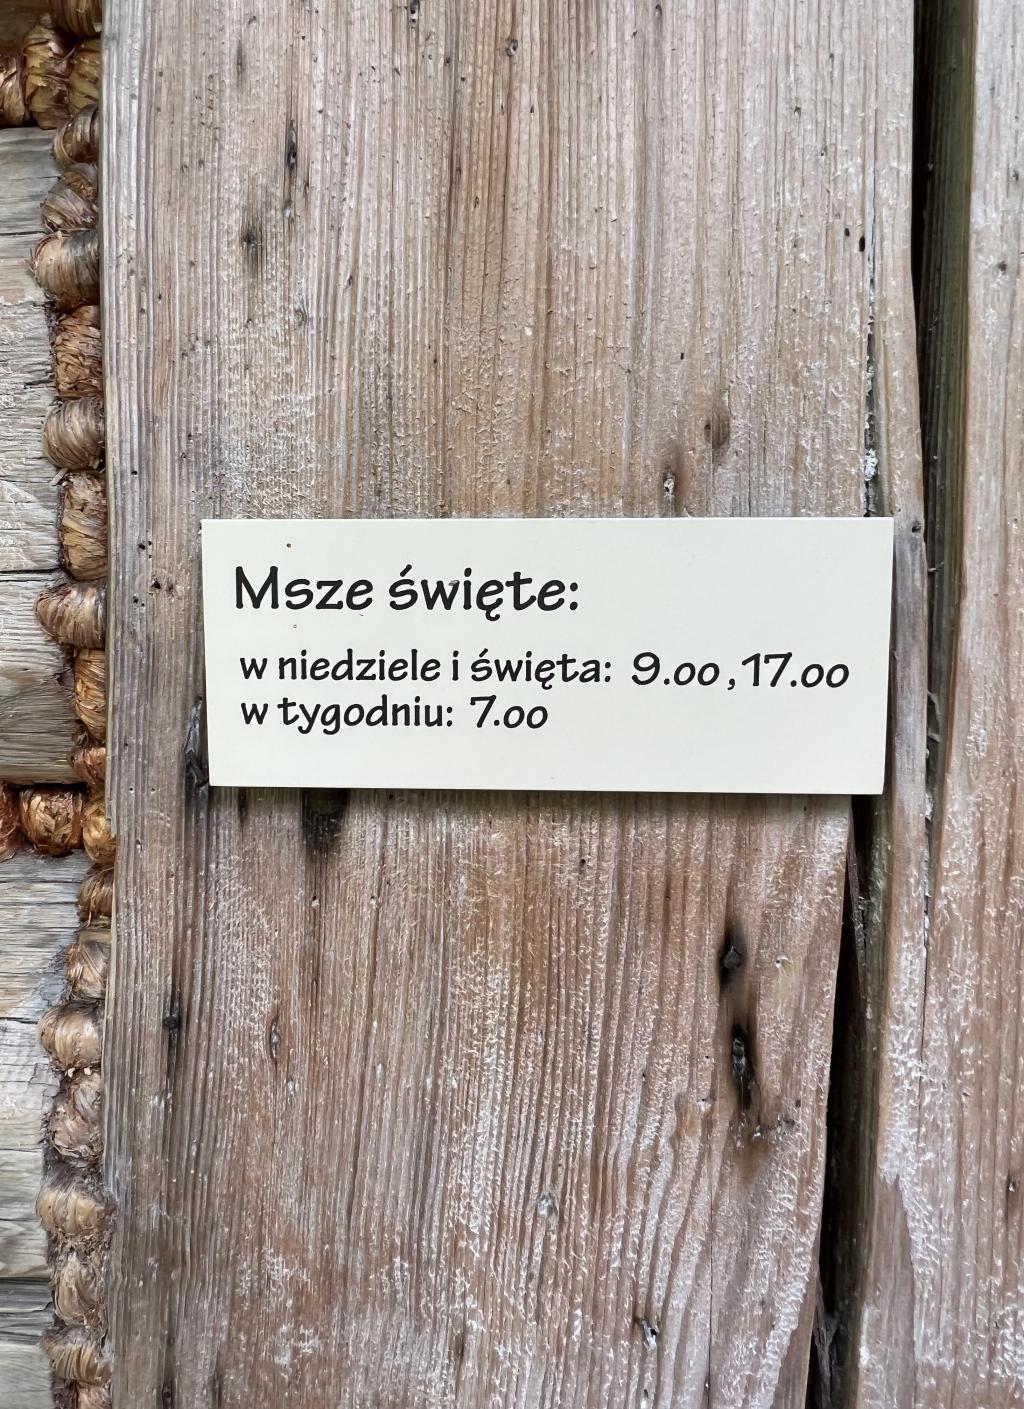 Msze święte:
w niedziele i święta: 9.00, 17.00
w tygodniu: 7.00